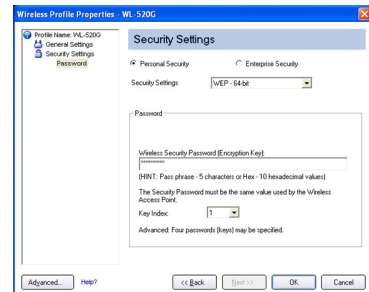 Wireless Profile Properties - WL-520G
Profile Name: WL-520G
General Settings
Security Settings
Password
Security Settings
Personal Security
Enterprise Security
Security Settings:
WEP - 64-bit
Password
Wireless Security Password (Encryption Key):
**********
(HINT: Pass phrase - 5 characters or Hex - 10 hexadecimal values)
The Security Password must be the same value used by the Wireless
Access Point.
Key Index:
1
Advanced: Four passwords (keys) may be specified.
Advanced...
Help?
<< Back
Next >>
OK
Cancel